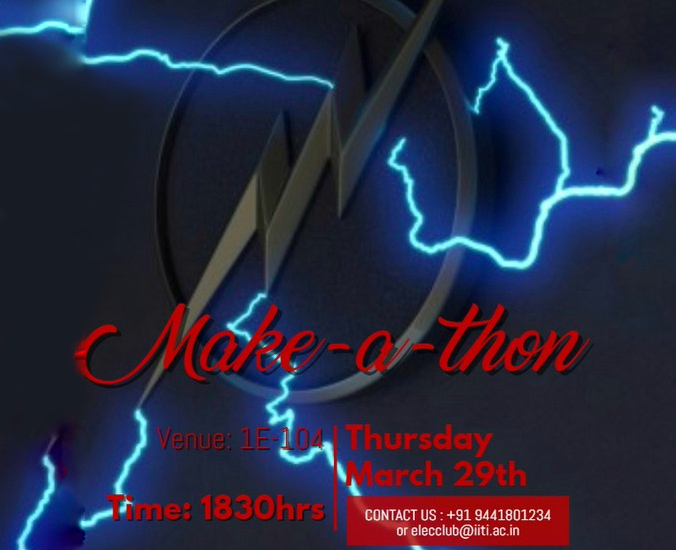 Make-a-thon
Venue: 1E-104
Time: 1830hrs
Thursday
March 29th
CONTACT US : +91 9441801234
or elecclub@iiti.ac.in